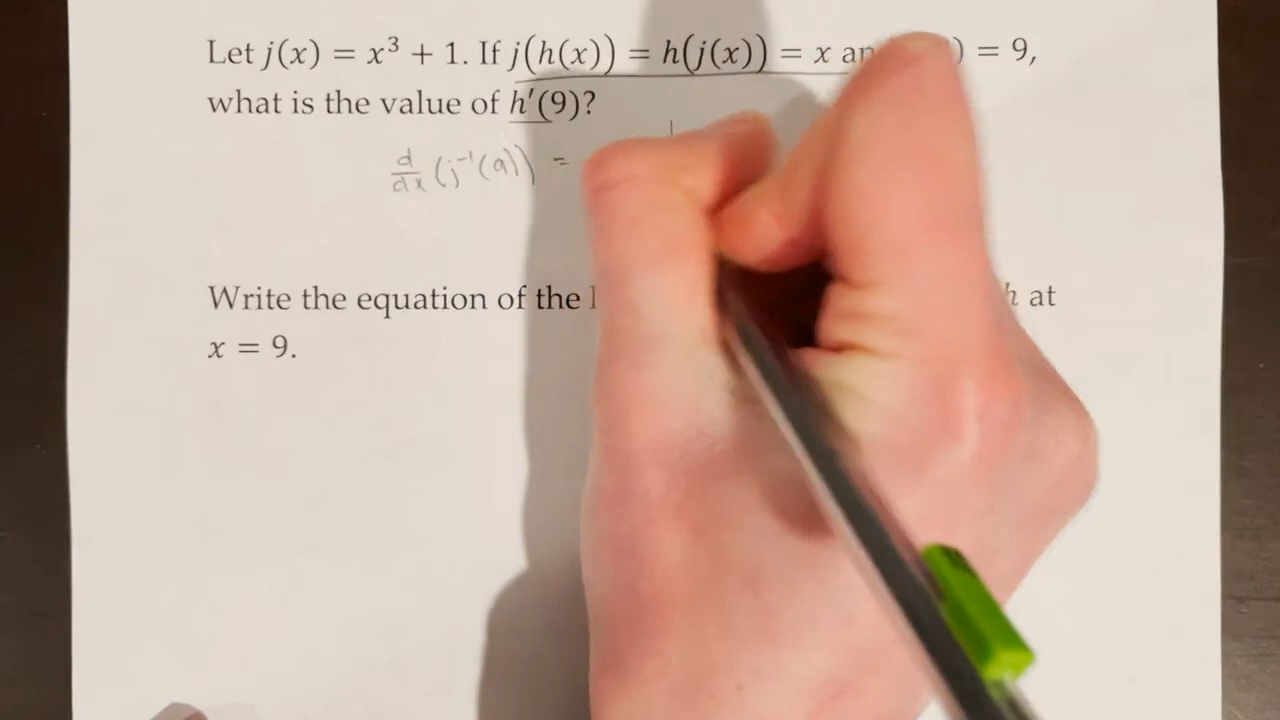 Let j(x) = x³ + 1. If j(h(x)) = h(j(x)) = x an ) = 9,
what is the value of h′(9)?
d/dx (j⁻¹(a)) =
Write the equation of the h at
x = 9.